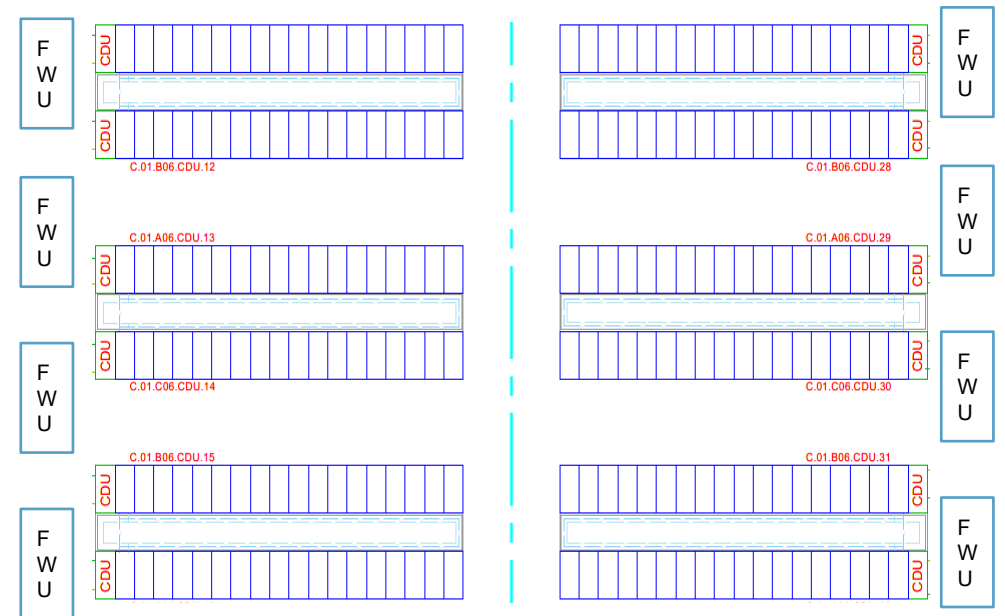 F
W
U
CDU
CDU
F
W
U
CDU
CDU
C.01.B06.CDU.12
C.01.B06.CDU.28
F
W
U
F
W
U
C.01.A06.CDU.13
C.01.A06.CDU.29
CDU
CDU
CDU
CDU
C.01.C06.CDU.14
C.01.C06.CDU.30
F
W
U
F
W
U
C.01.B06.CDU.15
C.01.B06.CDU.31
CDU
CDU
F
W
U
F
W
U
CDU
CDU